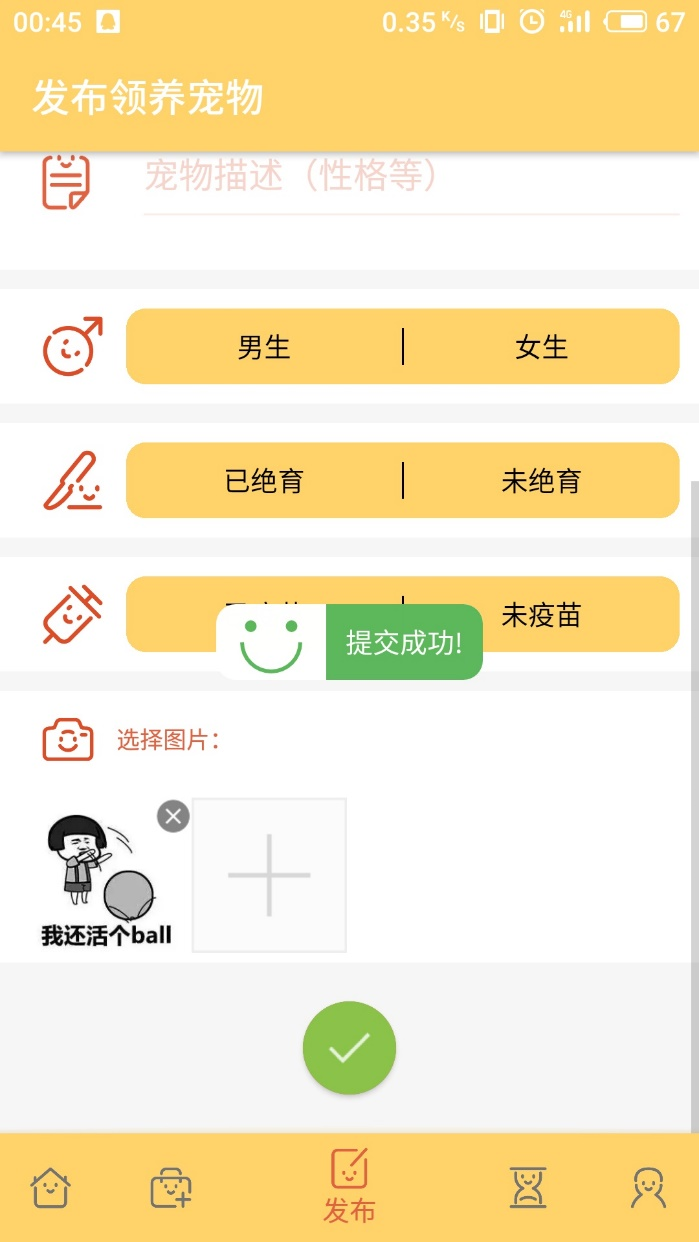 00:45 0.35 K/s 4G 67
发布领养宠物
宠物描述（性格等）
男生 女生
已绝育 未绝育
未疫苗
提交成功!
选择图片：
我还活个ball
发布